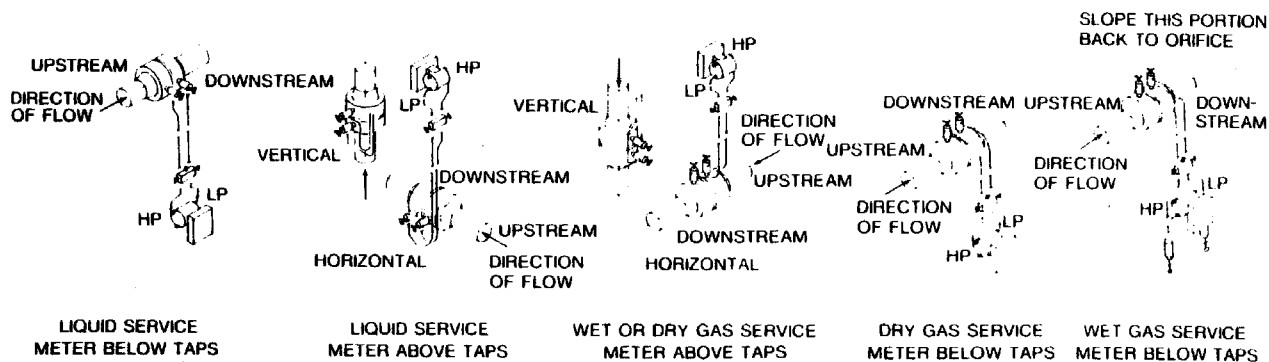 UPSTREAM
DOWNSTREAM
DIRECTION
OF FLOW
LP
HP
LIQUID SERVICE
METER BELOW TAPS
HP
LP
VERTICAL
DOWNSTREAM
UPSTREAM
HORIZONTAL
DIRECTION
OF FLOW
LIQUID SERVICE
METER ABOVE TAPS
HP
LP
VERTICAL
DIRECTION
OF FLOW
UPSTREAM
DOWNSTREAM
HORIZONTAL
WET OR DRY GAS SERVICE
METER ABOVE TAPS
DOWNSTREAM
UPSTREAM
DIRECTION
OF FLOW
LP
HP
DRY GAS SERVICE
METER BELOW TAPS
SLOPE THIS PORTION
BACK TO ORIFICE
UPSTREAM
DOWN-
STREAM
DIRECTION
OF FLOW
LP
HP
WET GAS SERVICE
METER BELOW TAPS